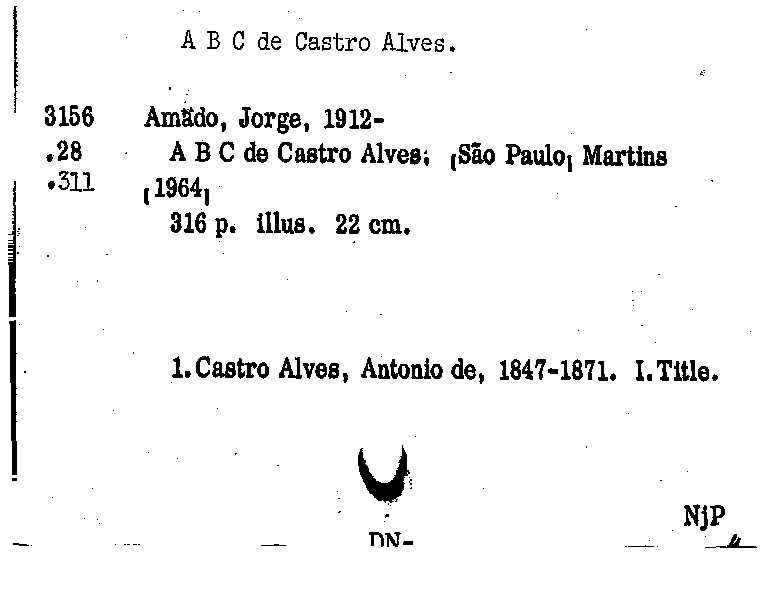 A B C de Castro Alves.
3156 Amado, Jorge, 1912-
.28 A B C de Castro Alves. [São Paulo] Martins
.311 [1964]
316 p. illus. 22 cm.
1. Castro Alves, Antonio de, 1847-1871. I. Title.
NjP
DN-